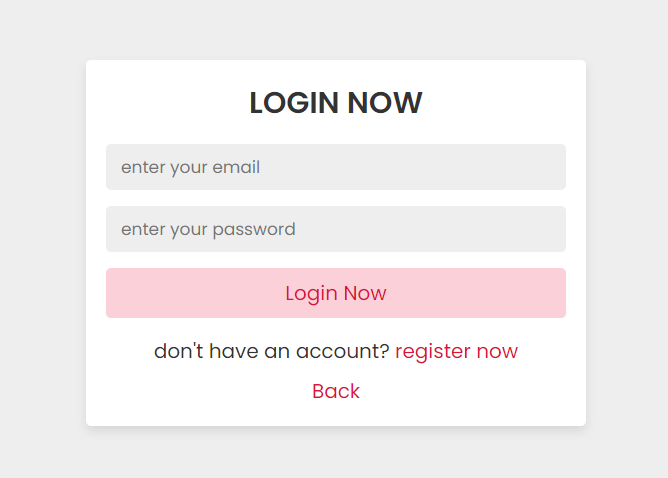 LOGIN NOW
enter your email
enter your password
Login Now
don't have an account? register now
Back